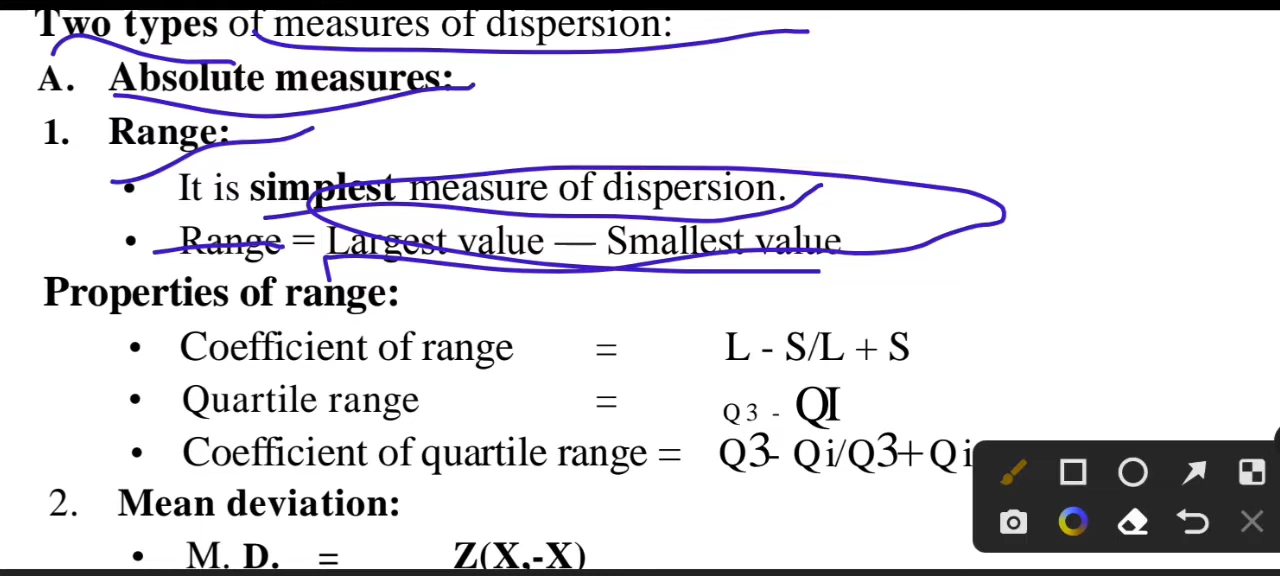 Two types of measures of dispersion:
A. Absolute measures:
1. Range:
• It is simplest measure of dispersion.
• Range = Largest value — Smallest value
Properties of range:
• Coefficient of range = L - S/L + S
• Quartile range = Q3 - QI
• Coefficient of quartile range = Q3- Qi/Q3+Qi
2. Mean deviation:
• M. D. = Z(X,-X)